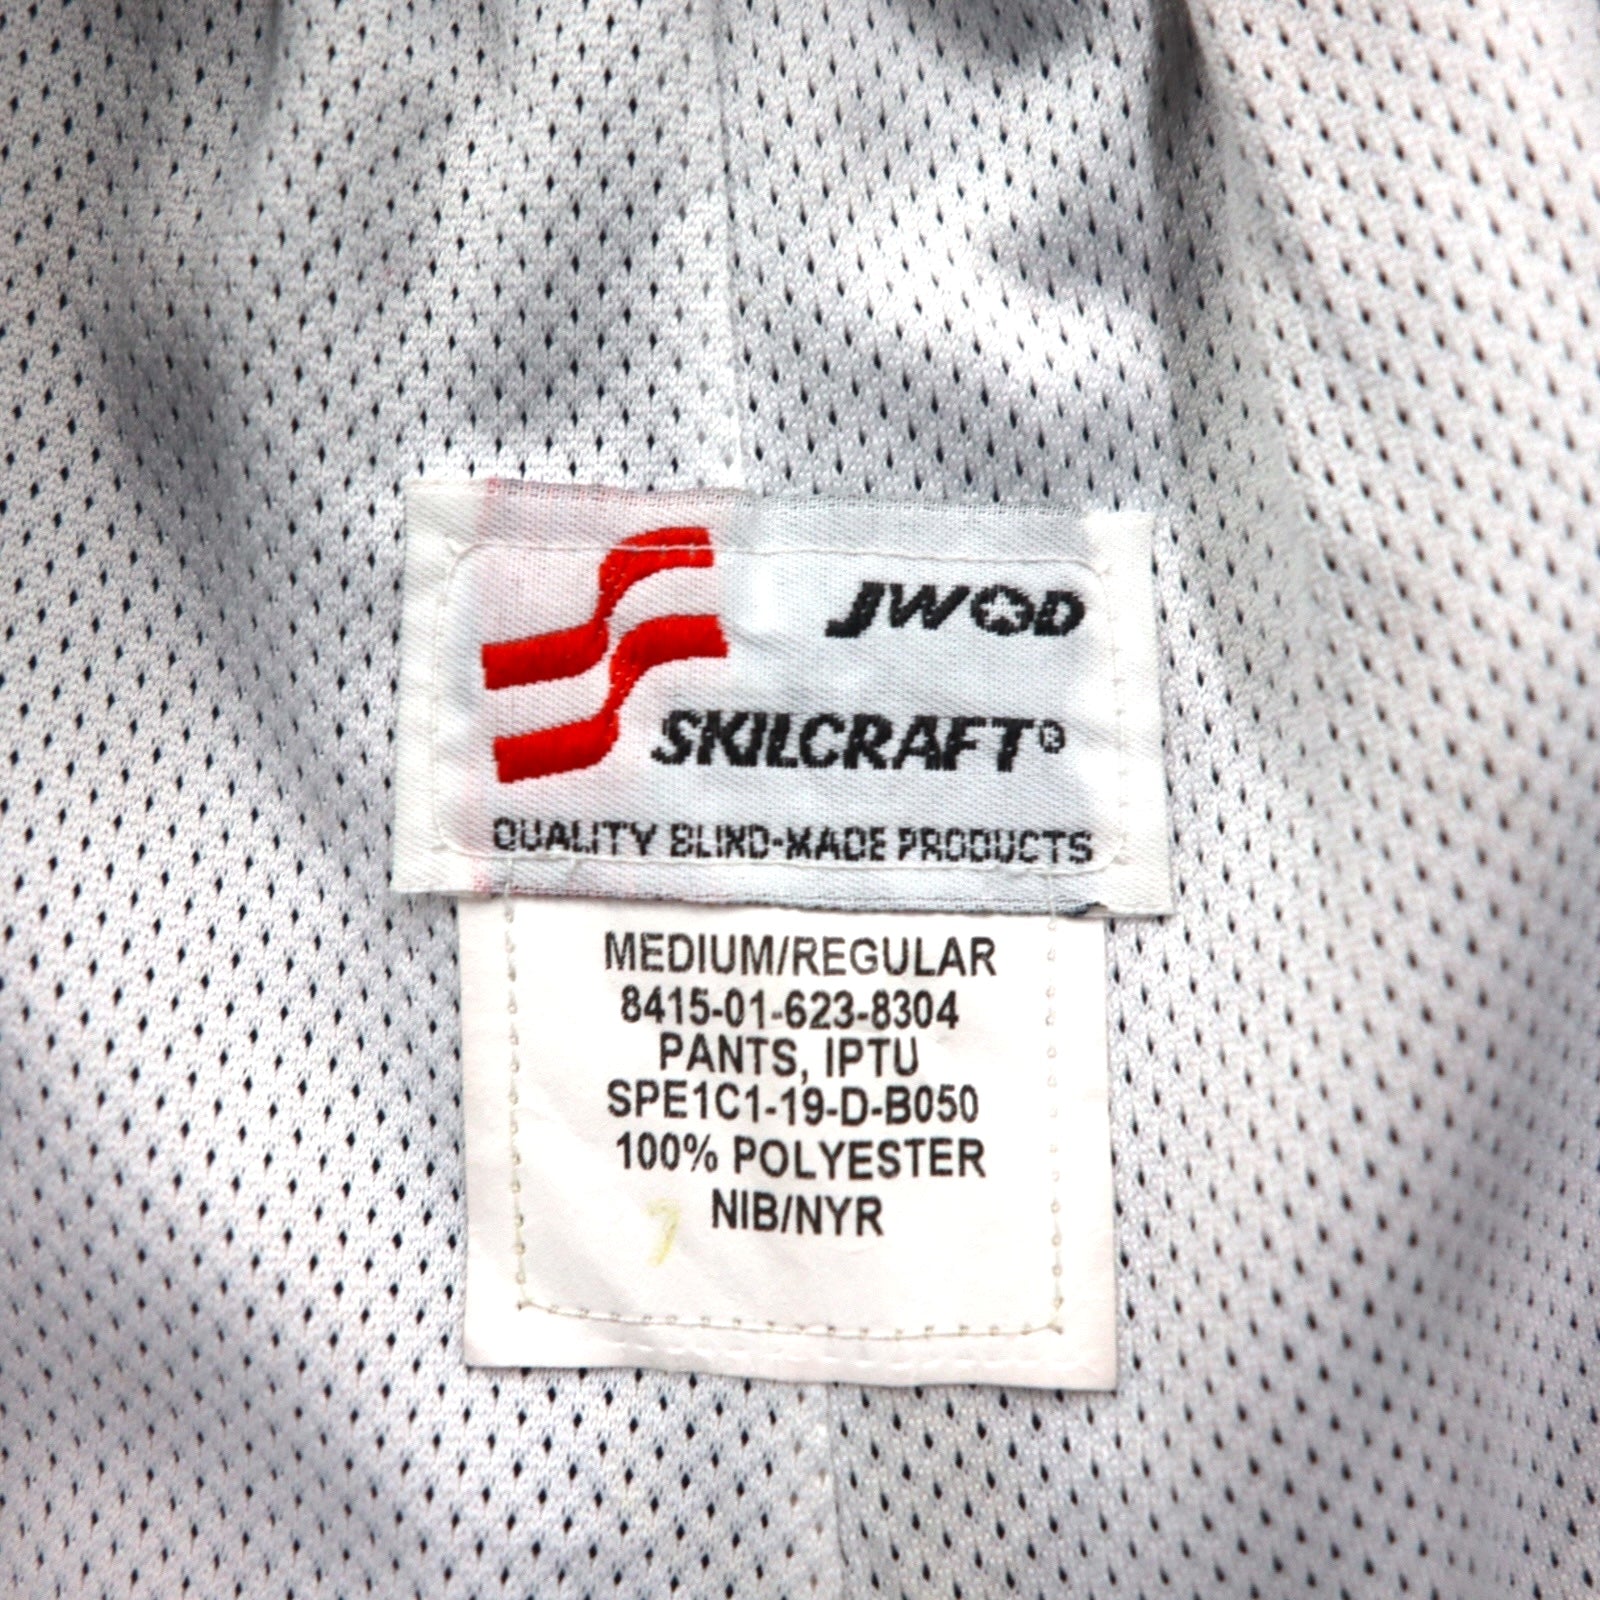 JWOD
SKILCRAFT®
QUALITY BLIND-MADE PRODUCTS
MEDIUM/REGULAR
8415-01-623-8304
PANTS, IPTU
SPE1C1-19-D-B050
100% POLYESTER
NIB/NYR
7